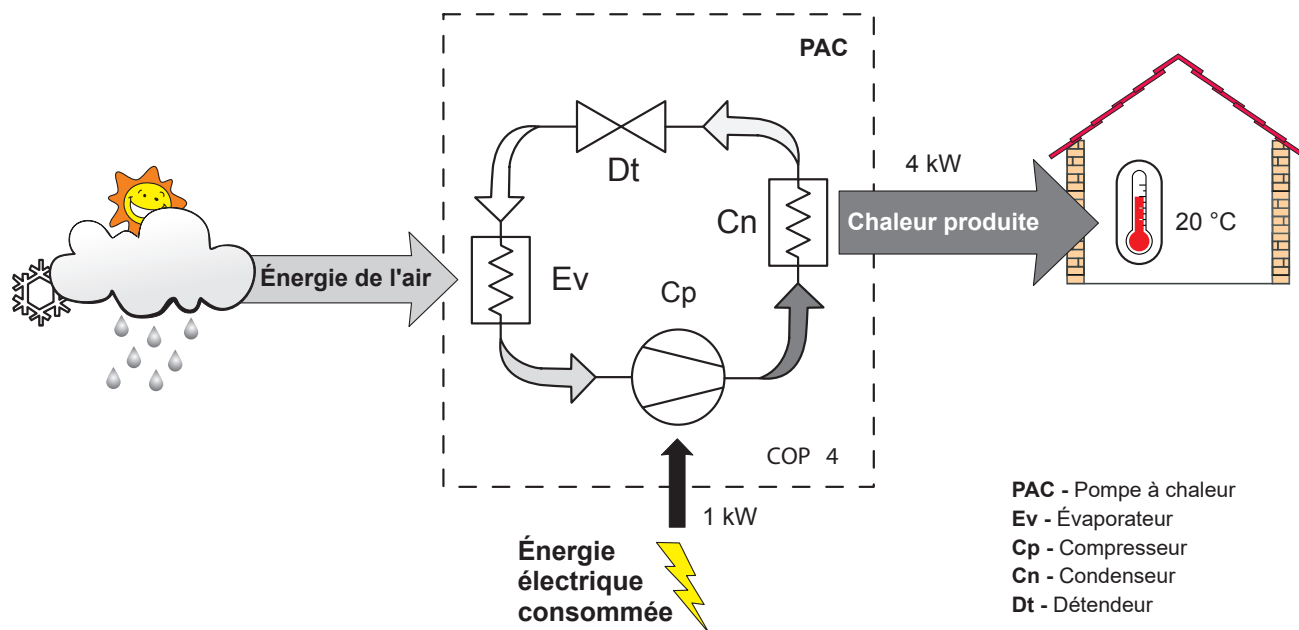 PAC
Dt
4 kW
Cn
Chaleur produite
20 °C
Énergie de l'air
Ev
Cp
COP 4
1 kW
Énergie
électrique
consommée
PAC - Pompe à chaleur
Ev - Évaporateur
Cp - Compresseur
Cn - Condenseur
Dt - Détendeur